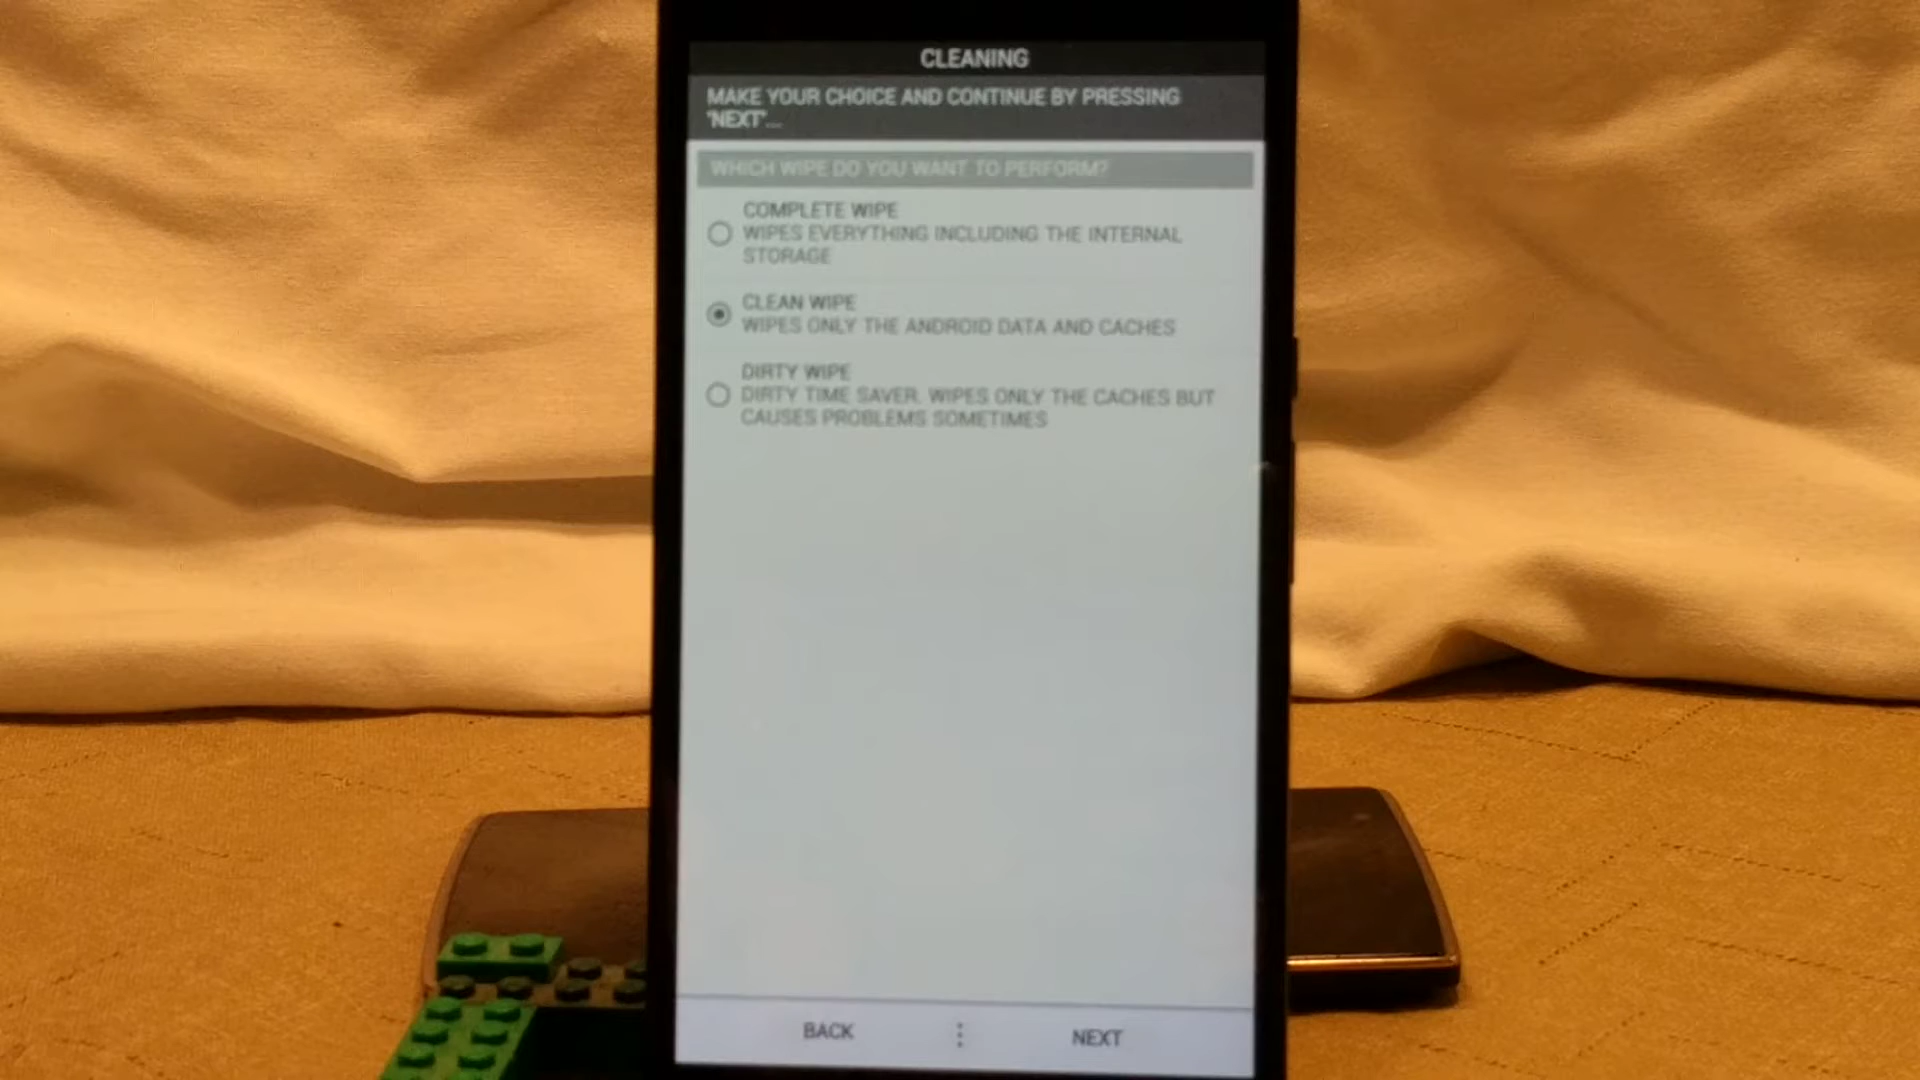 CLEANING
MAKE YOUR CHOICE AND CONTINUE BY PRESSING
"NEXT"...
WHICH WIPE DO YOU WANT TO PERFORM?
COMPLETE WIPE
WIPES EVERYTHING INCLUDING THE INTERNAL
STORAGE
CLEAN WIPE
WIPES ONLY THE ANDROID DATA AND CACHES
DIRTY WIPE
DIRTY TIME SAVER. WIPES ONLY THE CACHES BUT
CAUSES PROBLEMS SOMETIMES
BACK
NEXT